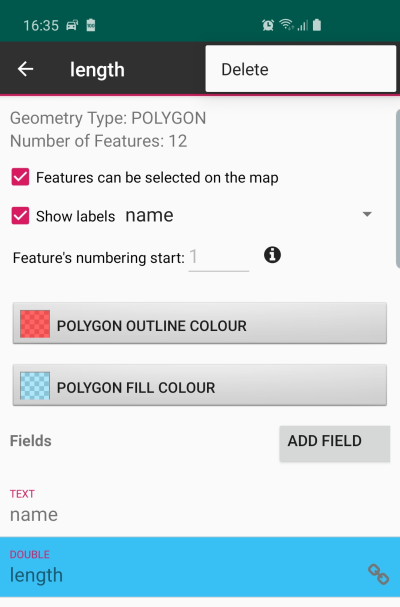 16:35
length
Delete
Geometry Type: POLYGON
Number of Features: 12
Features can be selected on the map
Show labels name
Feature's numbering start: 1
POLYGON OUTLINE COLOUR
POLYGON FILL COLOUR
Fields ADD FIELD
TEXT
name
DOUBLE
length